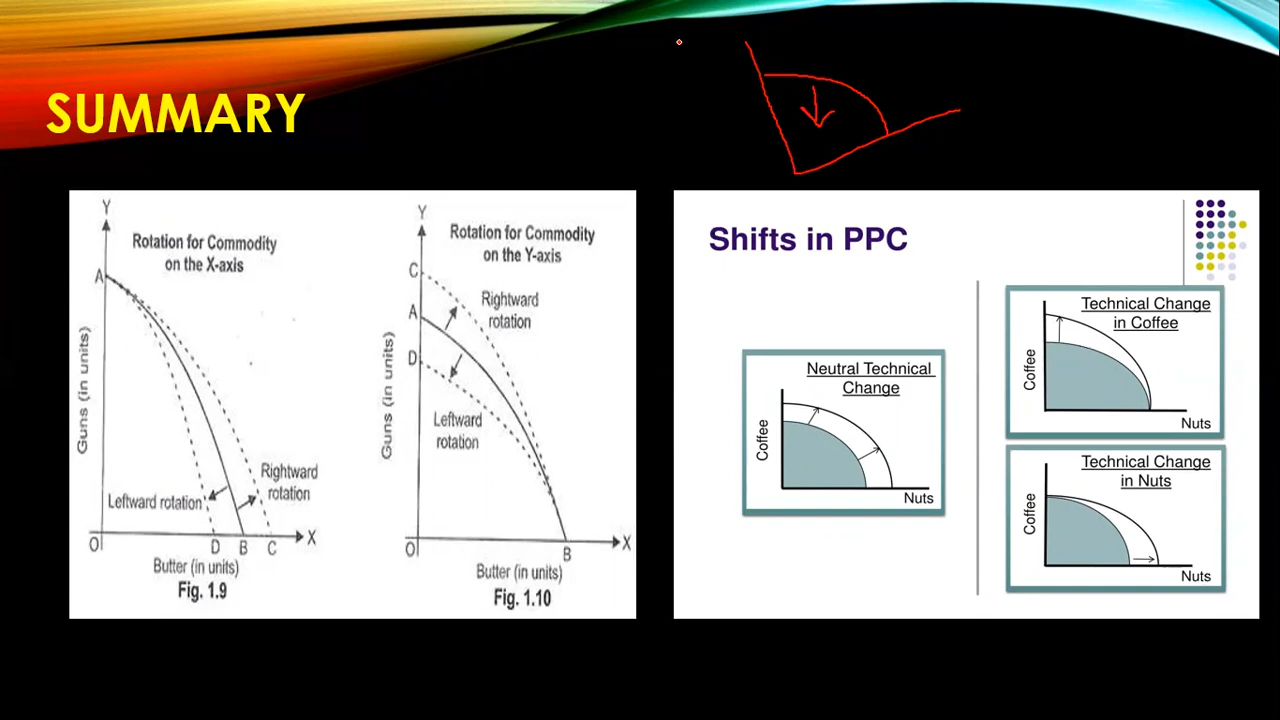 SUMMARY
Y
Rotation for Commodity
on the X-axis
A
Guns (in units)
Leftward rotation
Rightward
rotation
O
D
B
C
X
Butter (in units)
Fig. 1.9
Y
Rotation for Commodity
on the Y-axis
C
Rightward
rotation
A
D
Guns (in units)
Leftward
rotation
O
B
X
Butter (in units)
Fig. 1.10
Shifts in PPC
Neutral Technical
Change
Coffee
Nuts
Technical Change
in Coffee
Coffee
Nuts
Technical Change
in Nuts
Coffee
Nuts